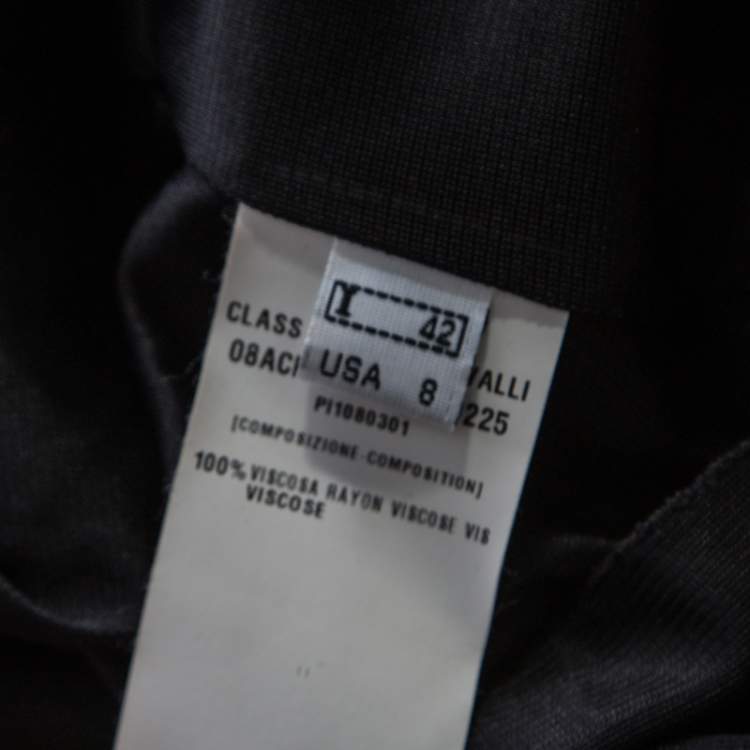 I 42
USA 8
CLASS VALLI
08ACI 225
PI1080301
[COMPOSIZIONE-COMPOSITION]
100% VISCOSA RAYON VISCOSE VIS
VISCOSE